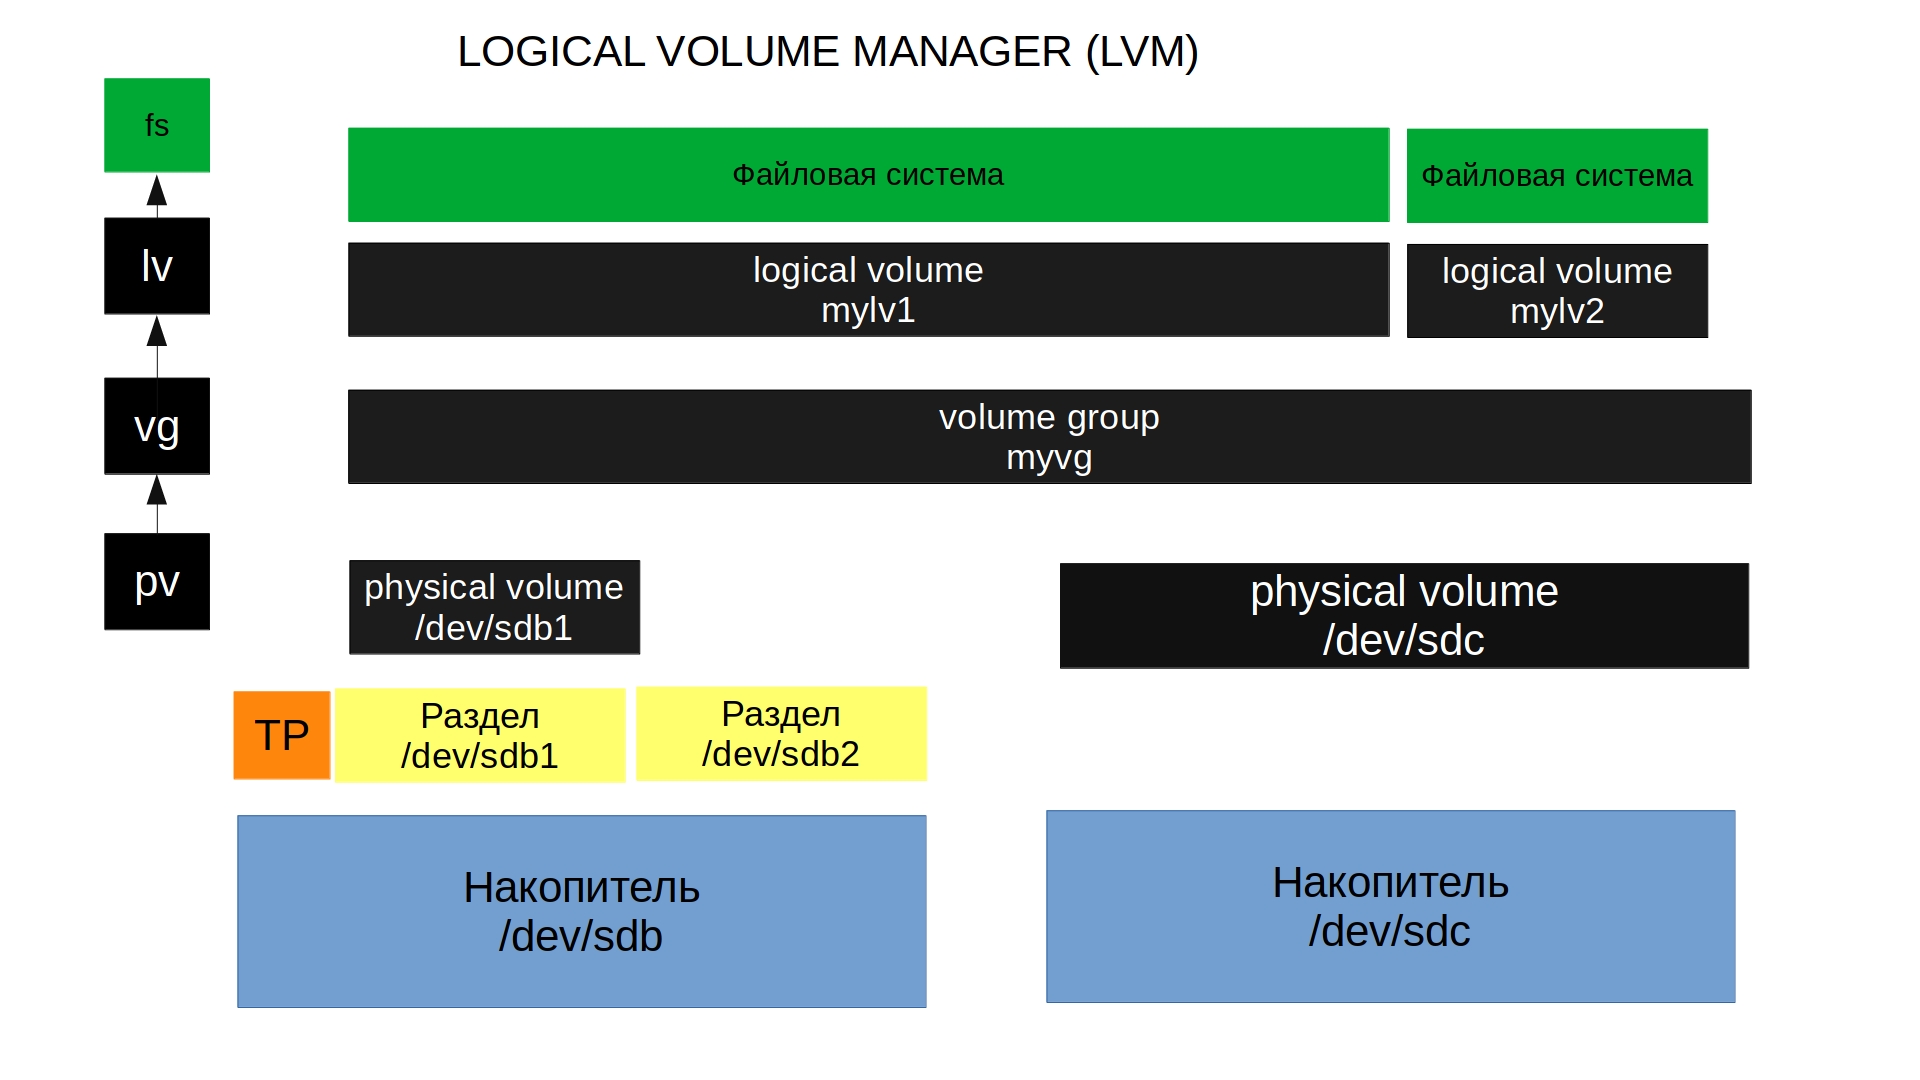 LOGICAL VOLUME MANAGER (LVM)
fs
Файловая система
Файловая система
lv
logical volume
mylv1
logical volume
mylv2
vg
volume group
myvg
pv
physical volume
/dev/sdb1
physical volume
/dev/sdc
ТР
Раздел
/dev/sdb1
Раздел
/dev/sdb2
Накопитель
/dev/sdb
Накопитель
/dev/sdc